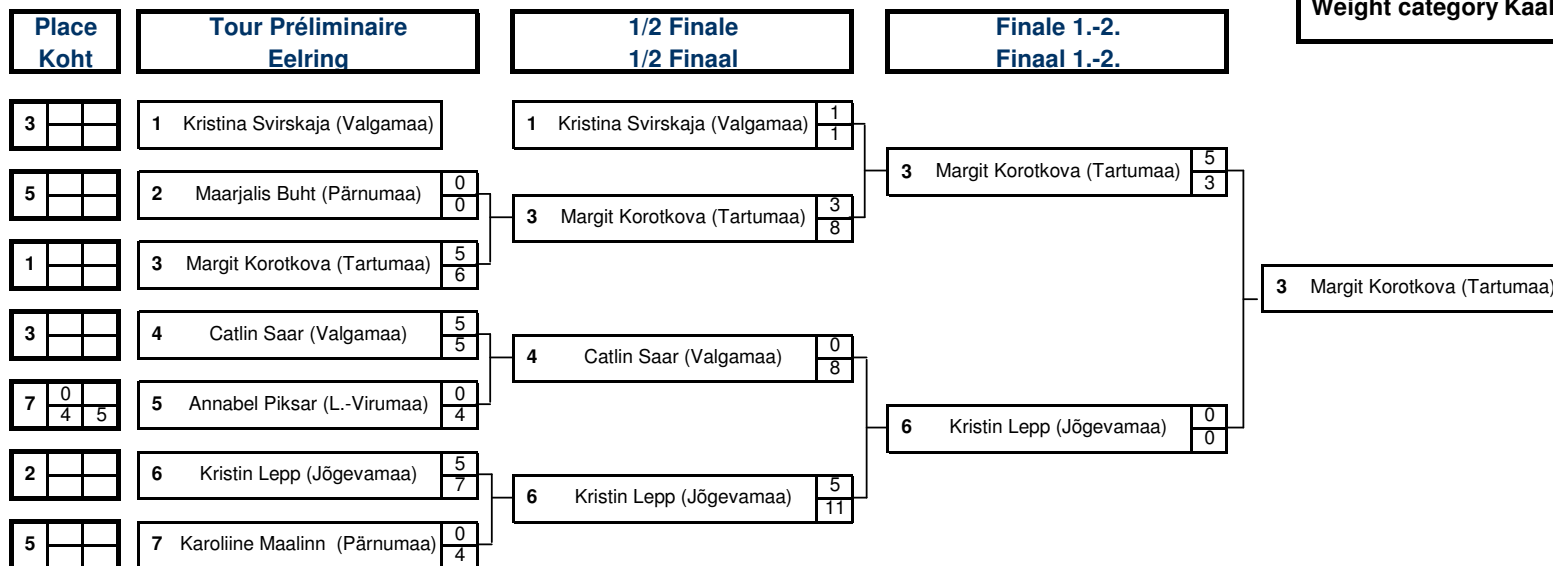 Weight category Kaal
Place Tour Préliminaire 1/2 Finale Finale 1.-2.
Koht Eelring 1/2 Finaal Finaal 1.-2.
3 1 Kristina Svirskaja (Valgamaa) 1 Kristina Svirskaja (Valgamaa) 1
1
3 Margit Korotkova (Tartumaa) 5
3
5 2 Maarjalis Buht (Pärnumaa) 0
0
3 Margit Korotkova (Tartumaa) 3
8
1 3 Margit Korotkova (Tartumaa) 5
6
3 Margit Korotkova (Tartumaa)
3 4 Catlin Saar (Valgamaa) 5
5
4 Catlin Saar (Valgamaa) 0
8
7 0
4 5
5 Annabel Piksar (L.-Virumaa) 0
4
6 Kristin Lepp (Jõgevamaa) 0
0
2 6 Kristin Lepp (Jõgevamaa) 5
7
6 Kristin Lepp (Jõgevamaa) 5
11
5 7 Karoliine Maalinn (Pärnumaa) 0
4